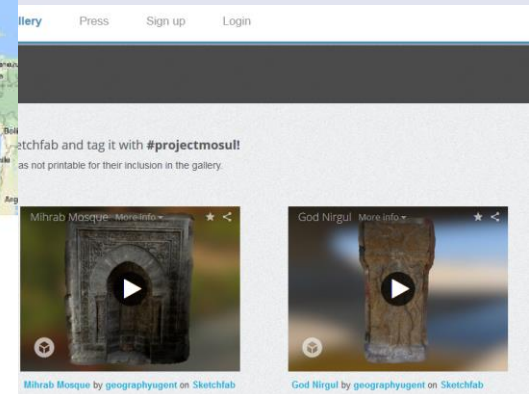 llery Press Sign up Login
etchfab and tag it with #projectmosul!
as not printable for their inclusion in the gallery.
Mihrab Mosque More info
God Nirgul More info
Mihrab Mosque by geographyugent on Sketchfab
God Nirgul by geographyugent on Sketchfab